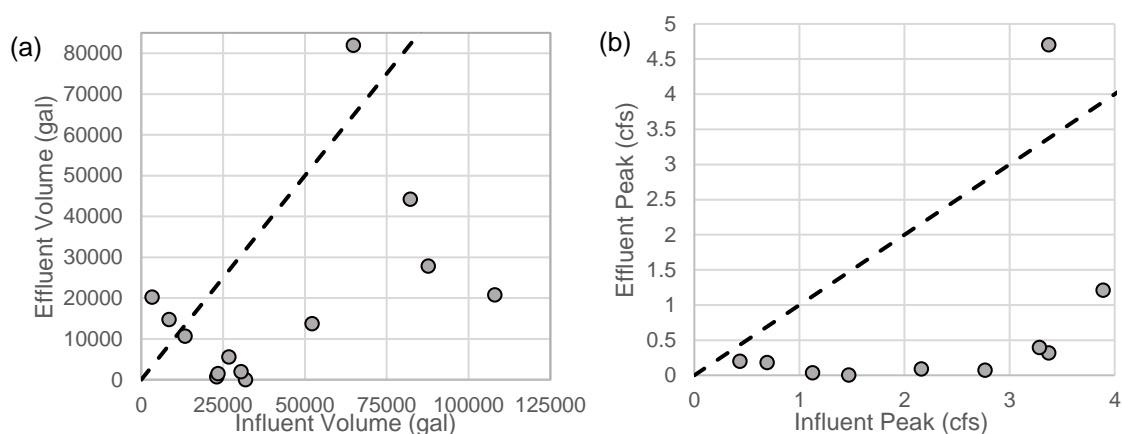 (a)
Effluent Volume (gal)
80000
70000
60000
50000
40000
30000
20000
10000
0
0 25000 50000 75000 100000 125000
Influent Volume (gal)
(b)
Effluent Peak (cfs)
5
4.5
4
3.5
3
2.5
2
1.5
1
0.5
0
0 1 2 3 4
Influent Peak (cfs)